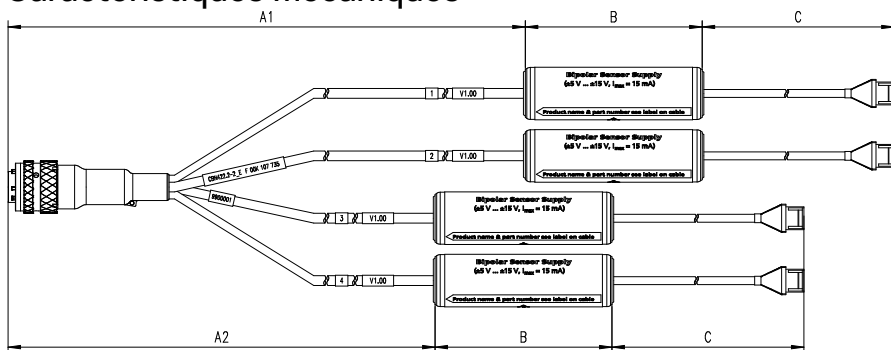 Caractéristiques mécaniques
A1
B
C
Bipolar Sensor Supply
(±5 V ... ±15 V, Imax = 15 mA)
Product name & part number see label on cable
1
V1.00
Bipolar Sensor Supply
(±5 V ... ±15 V, Imax = 15 mA)
Product name & part number see label on cable
2
V1.00
F 00K 107 735
9900001
Bipolar Sensor Supply
(±5 V ... ±15 V, Imax = 15 mA)
Product name & part number see label on cable
3
V1.00
Bipolar Sensor Supply
(±5 V ... ±15 V, Imax = 15 mA)
Product name & part number see label on cable
4
V1.00
A2
B
C